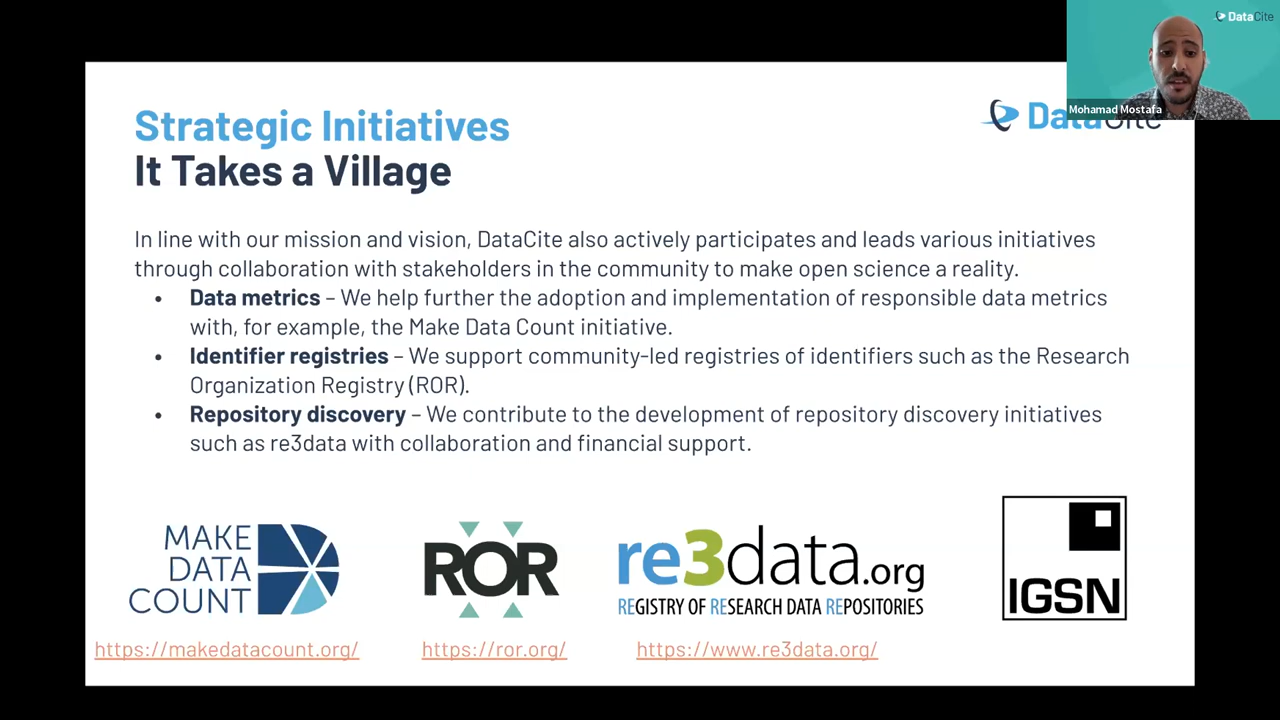 DataCite
Mohamad Mostafa
Strategic Initiatives
DataCite
It Takes a Village
In line with our mission and vision, DataCite also actively participates and leads various initiatives
through collaboration with stakeholders in the community to make open science a reality.
• Data metrics – We help further the adoption and implementation of responsible data metrics
with, for example, the Make Data Count initiative.
• Identifier registries – We support community-led registries of identifiers such as the Research
Organization Registry (ROR).
• Repository discovery – We contribute to the development of repository discovery initiatives
such as re3data with collaboration and financial support.
MAKE
DATA
COUNT
ROR
re3data.org
REGISTRY OF RESEARCH DATA REPOSITORIES
IGSN
https://makedatacount.org/
https://ror.org/
https://www.re3data.org/